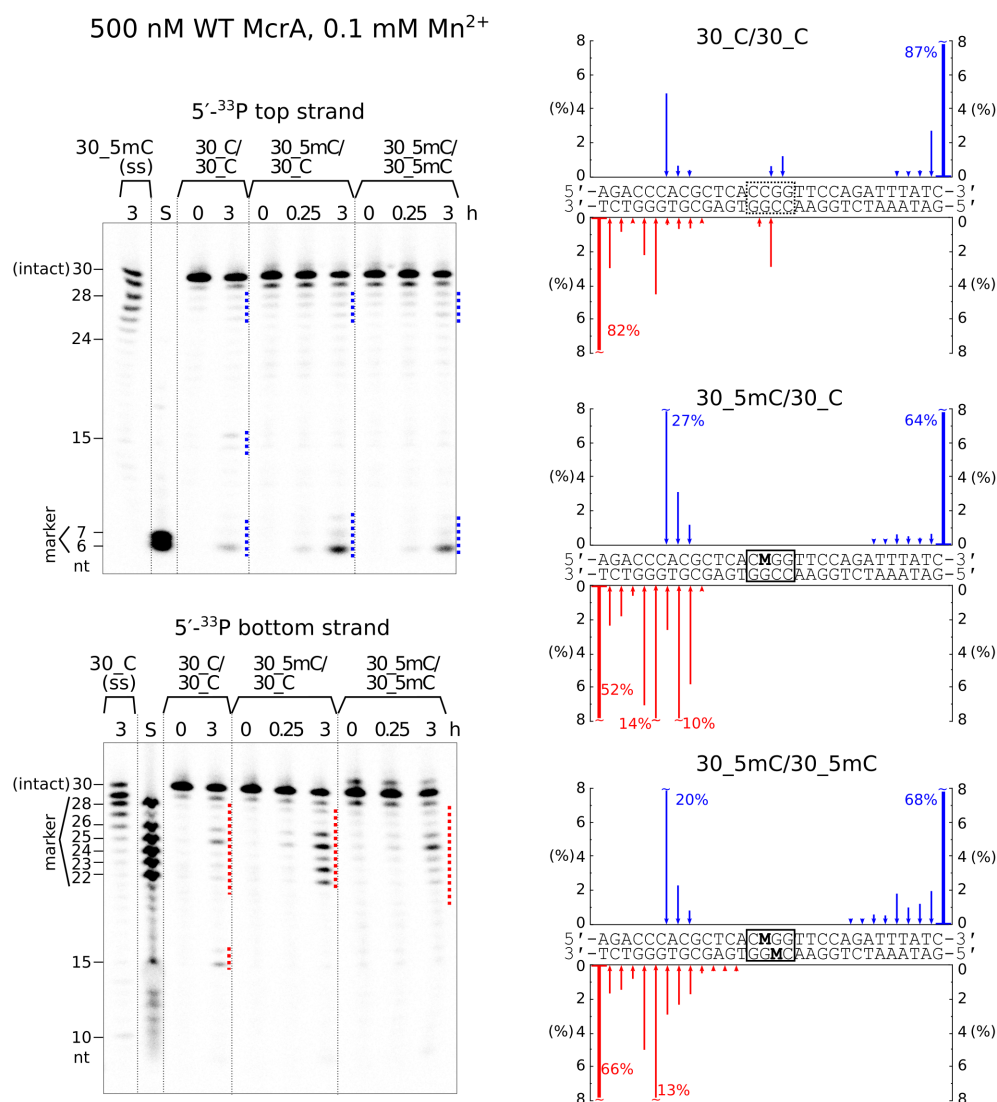 500 nM WT McrA, 0.1 mM Mn2+
5′-33P top strand
30_5mC
(ss)
30_C/
30_C
30_5mC/
30_C
30_5mC/
30_5mC
3 S 0 3 0 0.25 3 0 0.25 3 h
(intact) 30
28
24
15
marker
7
6
nt
5′-33P bottom strand
30_C
(ss)
30_C/
30_C
30_5mC/
30_C
30_5mC/
30_5mC
3 S 0 3 0 0.25 3 0 0.25 3 h
(intact) 30
28
26
25
24
23
22
marker
15
10
nt
30_C/30_C
8 8
~ 87%
6 6
(%) 4 4 (%)
2 2
0 0
5′-AGACCCACGCTCACCGGTTCCAGATTTATC-3′
3′-TCTGGGTGCGAGTGGCCAAGGTCTAAATAG-5′
0 0
2 2
(%) 4 4 (%)
6 6
82%
8 ~ 8
30_5mC/30_C
8 ~ ~ 8
27% 64%
6 6
(%) 4 4 (%)
2 2
0 0
5′-AGACCCACGCTCACMGGTTCCAGATTTATC-3′
3′-TCTGGGTGCGAGTGGCCAAGGTCTAAATAG-5′
0 0
2 2
(%) 4 4 (%)
6 6
52%
8 ~ 14% ~ ~ 10% 8
30_5mC/30_5mC
8 ~ ~ 8
20% 68%
6 6
(%) 4 4 (%)
2 2
0 0
5′-AGACCCACGCTCACMGGTTCCAGATTTATC-3′
3′-TCTGGGTGCGAGTGGMCAAGGTCTAAATAG-5′
0 0
2 2
(%) 4 4 (%)
6 6
66%
13%
8 ~ ~ 8